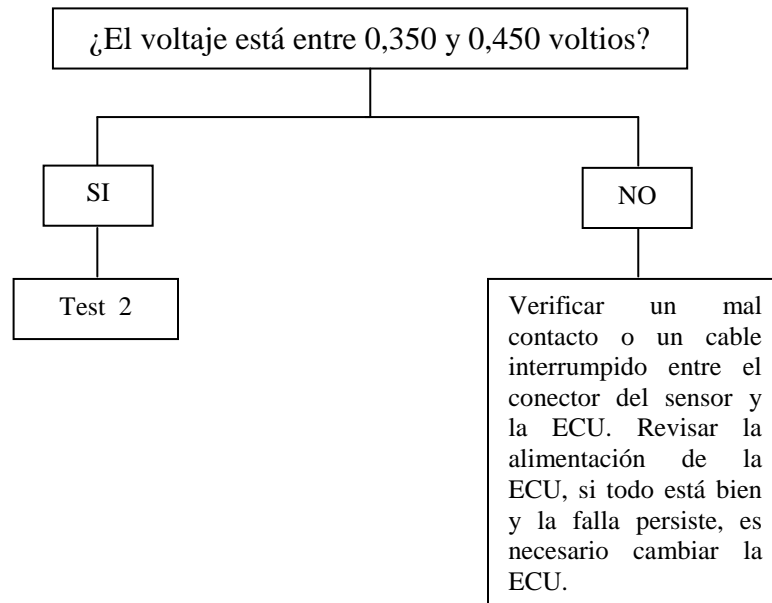 ¿El voltaje está entre 0,350 y 0,450 voltios?
SI
NO
Test 2
Verificar un mal
contacto o un cable
interrumpido entre el
conector del sensor y
la ECU. Revisar la
alimentación de la
ECU, si todo está bien
y la falla persiste, es
necesario cambiar la
ECU.